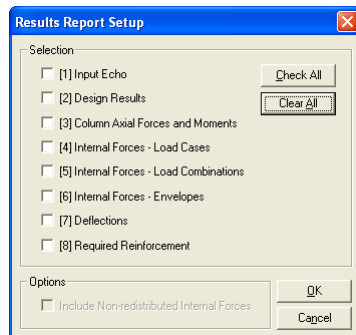 Results Report Setup
Selection
[1] Input Echo
Check All
[2] Design Results
Clear All
[3] Column Axial Forces and Moments
[4] Internal Forces - Load Cases
[5] Internal Forces - Load Combinations
[6] Internal Forces - Envelopes
[7] Deflections
[8] Required Reinforcement
Options
Include Non-redistributed Internal Forces
OK
Cancel